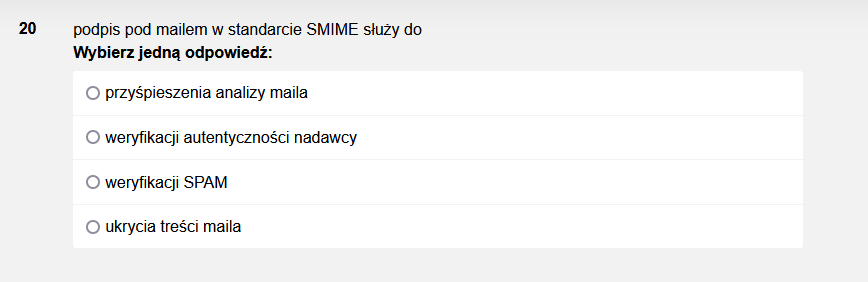 20 podpis pod mailem w standarcie SMIME służy do
Wybierz jedną odpowiedź:
przyśpieszenia analizy maila
weryfikacji autentyczności nadawcy
weryfikacji SPAM
ukrycia treści maila